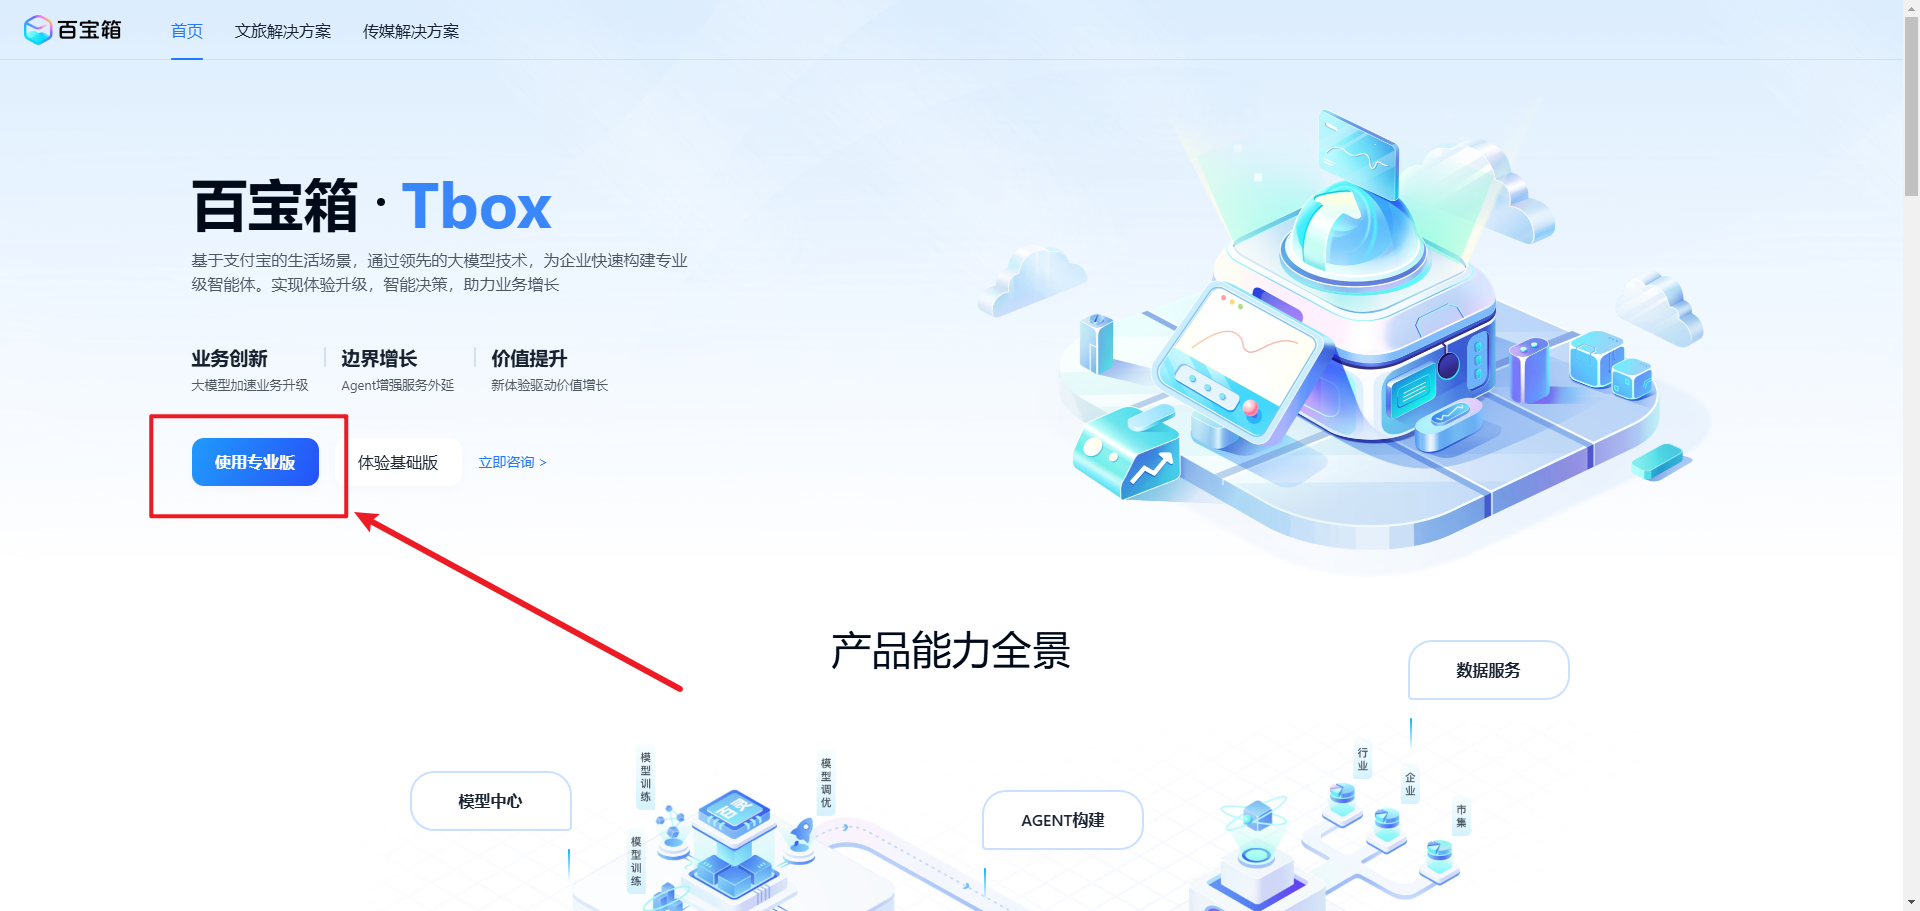 百宝箱
首页 文旅解决方案 传媒解决方案
百宝箱 · Tbox
基于支付宝的生活场景，通过领先的大模型技术，为企业快速构建专业
级智能体。实现体验升级，智能决策，助力业务增长
业务创新 边界增长 价值提升
大模型加速业务升级 Agent增强服务外延 新体验驱动价值增长
使用专业版 体验基础版 立即咨询 >
产品能力全景
数据服务
模型训练
模型调优
行业
企业
模型中心
AGENT构建
市集
模型训练